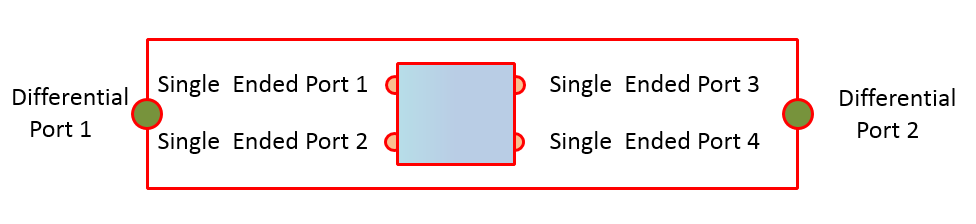 Differential
Port 1
Single Ended Port 1
Single Ended Port 2
Single Ended Port 3
Single Ended Port 4
Differential
Port 2